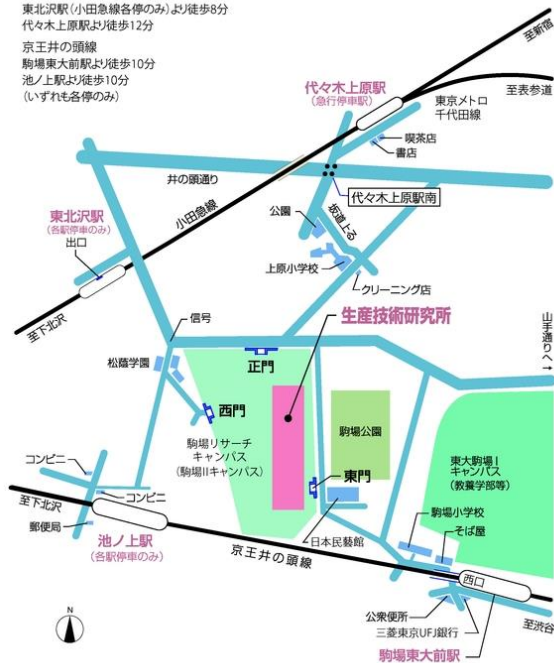 東北沢駅(小田急線各停のみ)より徒歩8分
代々木上原駅より徒歩12分
京王井の頭線
駒場東大前駅より徒歩10分
池ノ上駅より徒歩10分
(いずれも各停のみ)
至新宿
代々木上原駅
(急行停車駅)
至表参道
東京メトロ
千代田線
喫茶店
書店
井の頭通り
代々木上原駅南
小田急線
東北沢駅
(各駅停車のみ)
出口
公園
坂道上る
上原小学校
クリーニング店
至下北沢
信号
生産技術研究所
山手通りへ→
松蔭学園
正門
西門
駒場リサーチ
キャンパス
(駒場IIキャンパス)
駒場公園
東大駒場I
キャンパス
(教養学部等)
東門
コンビニ
コンビニ
至下北沢
郵便局
池ノ上駅
(各駅停車のみ)
京王井の頭線
日本民藝館
駒場小学校
そば屋
西口
公衆便所
三菱東京UFJ銀行
至渋谷
駒場東大前駅
N